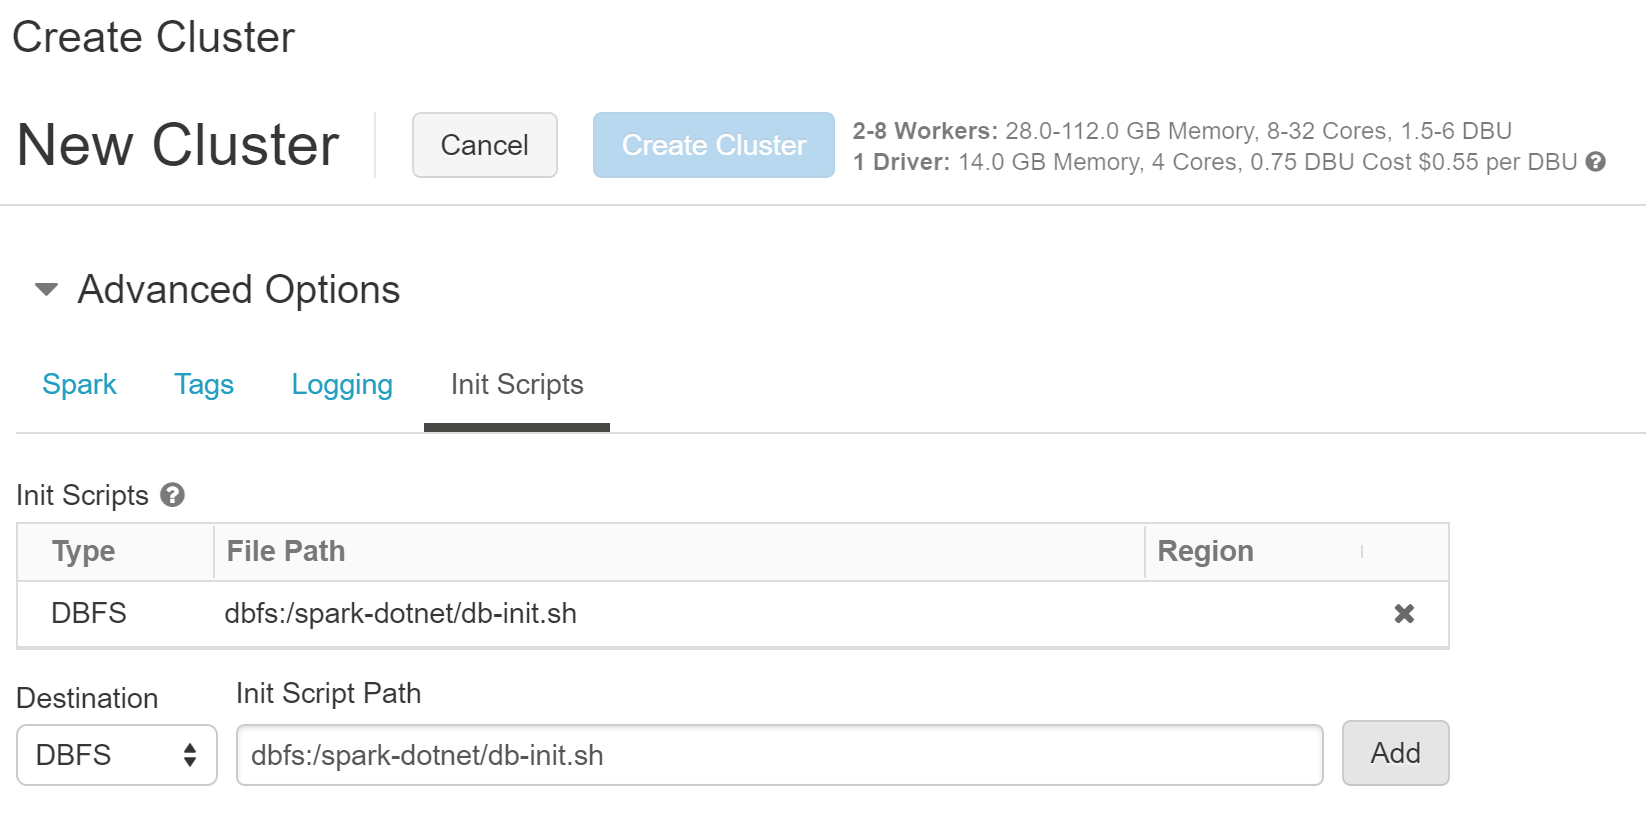 Create Cluster
New Cluster
Cancel
Create Cluster
2-8 Workers: 28.0-112.0 GB Memory, 8-32 Cores, 1.5-6 DBU
1 Driver: 14.0 GB Memory, 4 Cores, 0.75 DBU Cost $0.55 per DBU ?
Advanced Options
Spark Tags Logging Init Scripts
Init Scripts ?
Type File Path Region
DBFS dbfs:/spark-dotnet/db-init.sh
Destination Init Script Path
DBFS dbfs:/spark-dotnet/db-init.sh Add